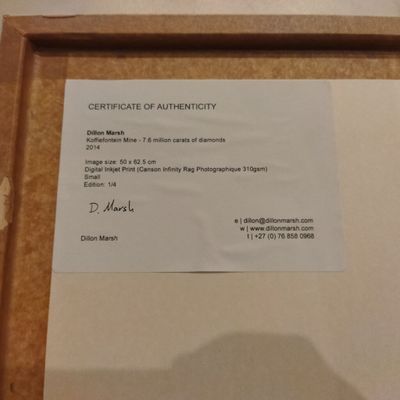 CERTIFICATE OF AUTHENTICITY
Dillon Marsh
Koffiefontein Mine - 7.6 million carats of diamonds
2014
Image size: 50 x 62.5 cm
Digital Inkjet Print (Canson Infinity Rag Photographique 310gsm)
Small
Edition: 1/4
D. Marsh
Dillon Marsh
e | dillon@dillonmarsh.com
w | www.dillonmarsh.com
t | +27 (0) 76 858 0968